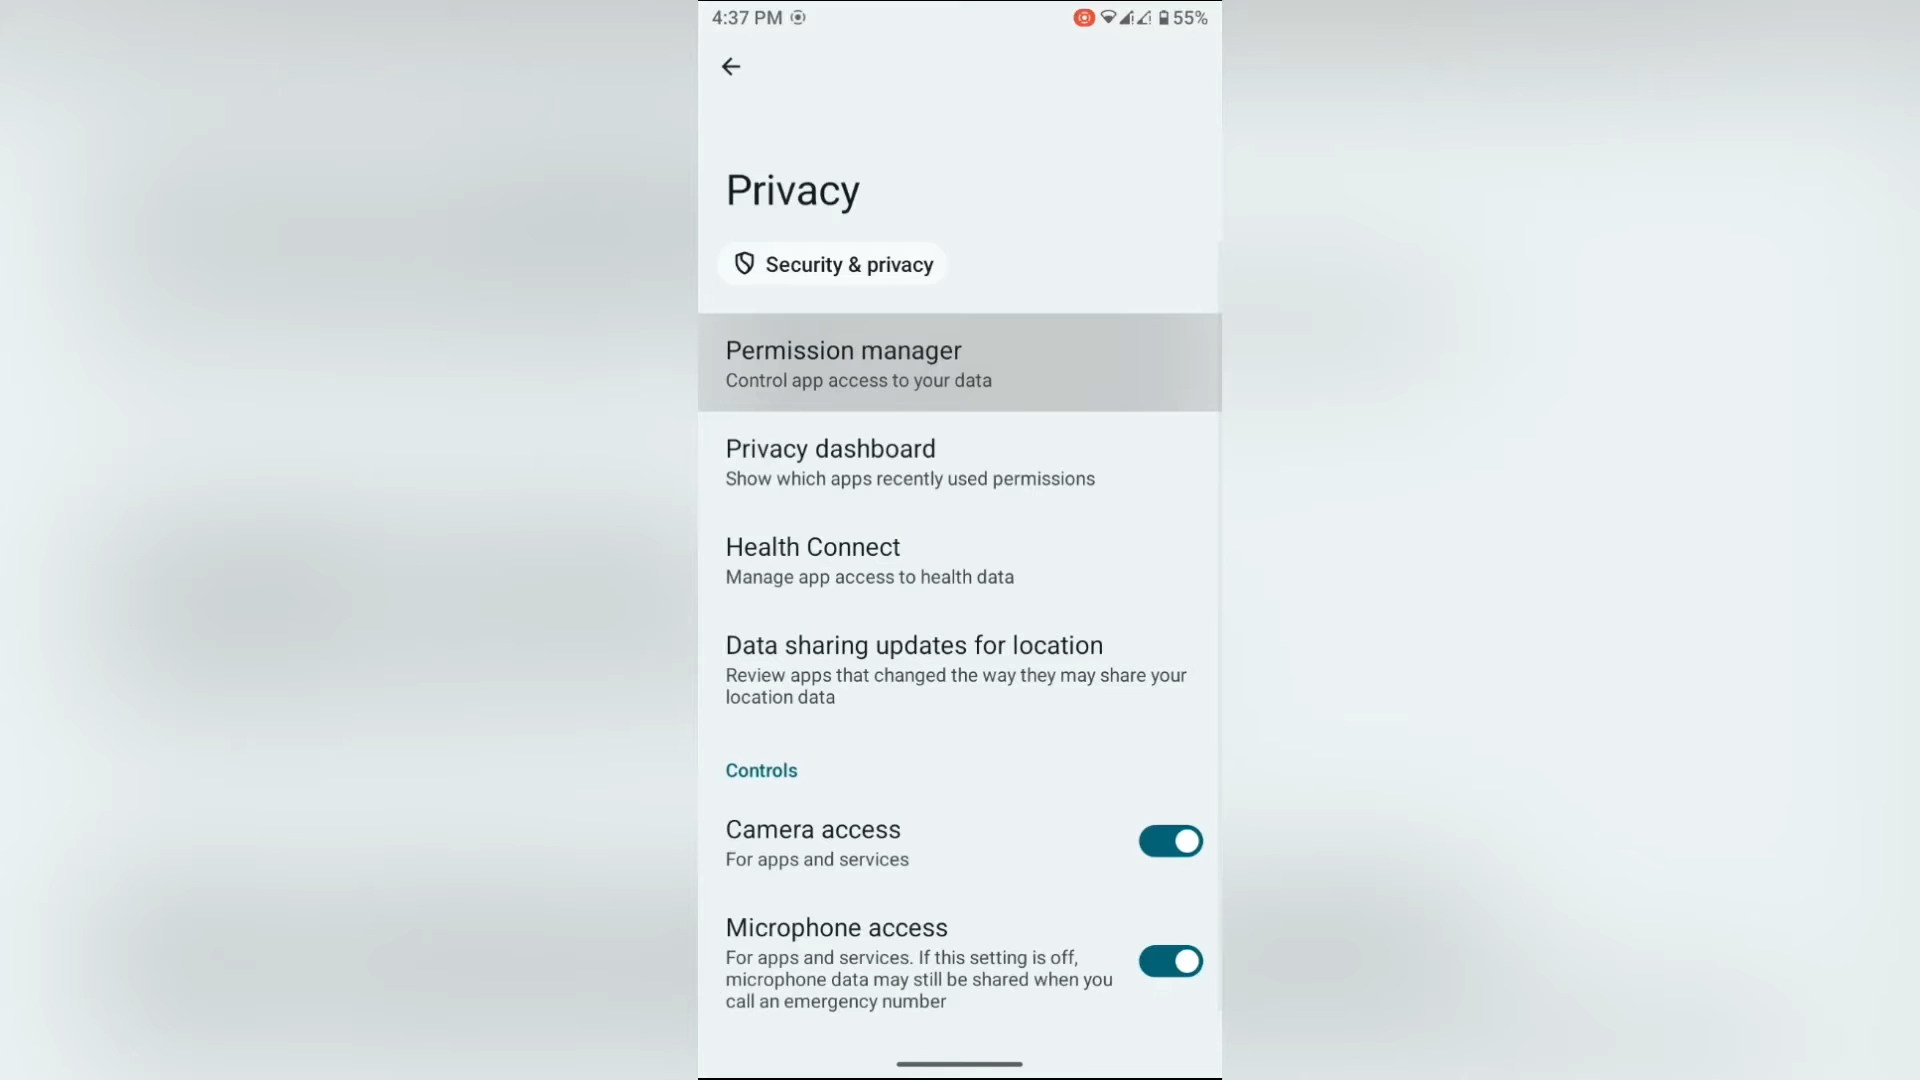 4:37 PM 55%
Privacy
Security & privacy
Permission manager
Control app access to your data
Privacy dashboard
Show which apps recently used permissions
Health Connect
Manage app access to health data
Data sharing updates for location
Review apps that changed the way they may share your
location data
Controls
Camera access
For apps and services
Microphone access
For apps and services. If this setting is off,
microphone data may still be shared when you
call an emergency number